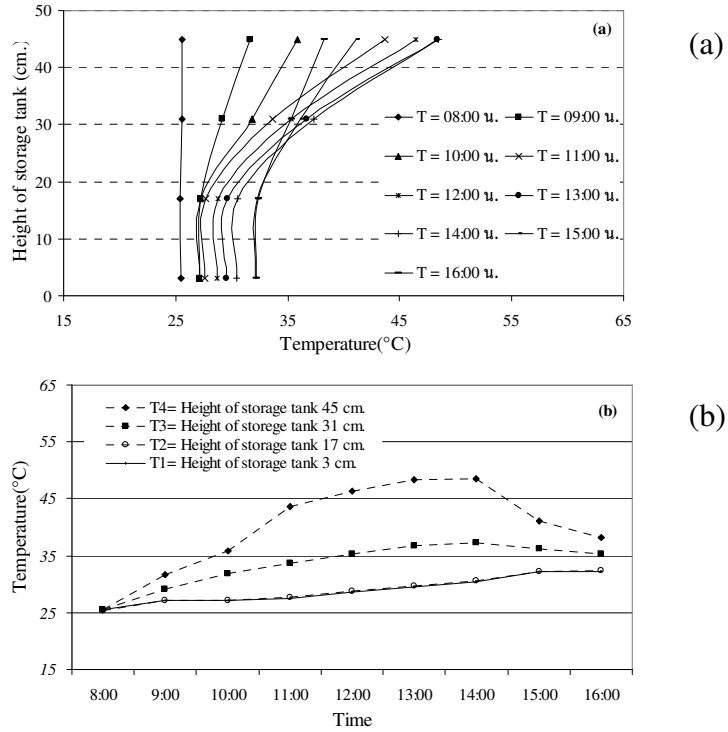 50
(a)
(a)
40
30
20
10
0
Height of storage tank (cm.)
T = 08:00 น. T = 09:00 น.
T = 10:00 น. T = 11:00 น.
T = 12:00 น. T = 13:00 น.
T = 14:00 น. T = 15:00 น.
T = 16:00 น.
15 25 35 45 55 65
Temperature(°C)
65
55
45
35
25
15
Temperature(°C)
T4= Height of storage tank 45 cm.
T3= Height of storege tank 31 cm.
T2= Height of storage tank 17 cm.
T1= Height of storage tank 3 cm.
(b)
(b)
8:00 9:00 10:00 11:00 12:00 13:00 14:00 15:00 16:00
Time